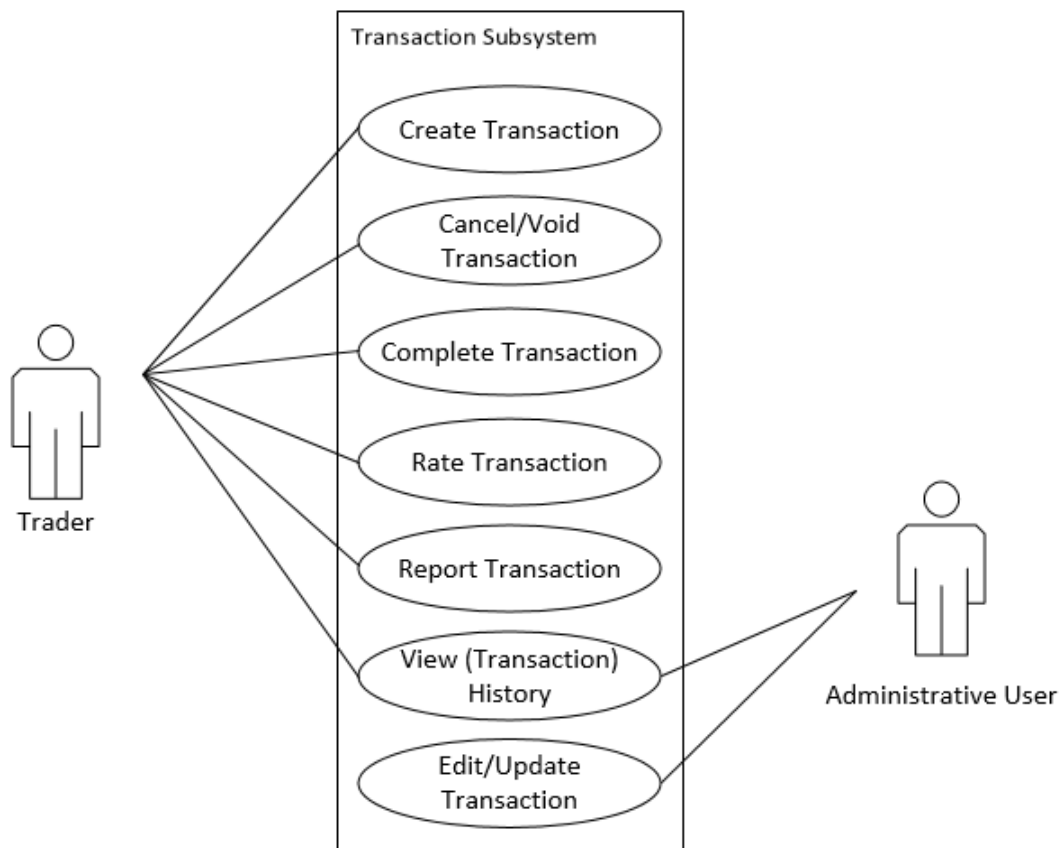 Transaction Subsystem
Create Transaction
Cancel/Void
Transaction
Complete Transaction
Rate Transaction
Trader
Report Transaction
View (Transaction)
History
Administrative User
Edit/Update
Transaction